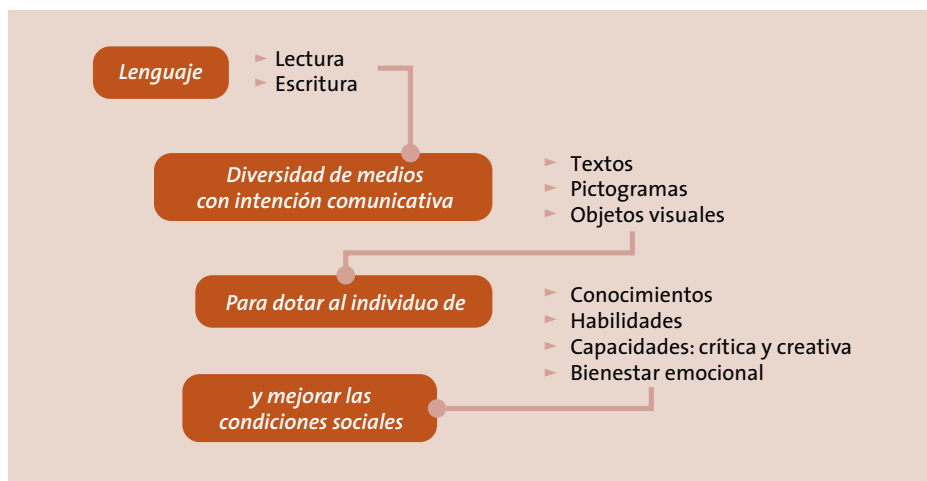 Lenguaje
► Lectura
► Escritura
Diversidad de medios
con intención comunicativa
► Textos
► Pictogramas
► Objetos visuales
Para dotar al individuo de
► Conocimientos
► Habilidades
► Capacidades: crítica y creativa
► Bienestar emocional
y mejorar las
condiciones sociales